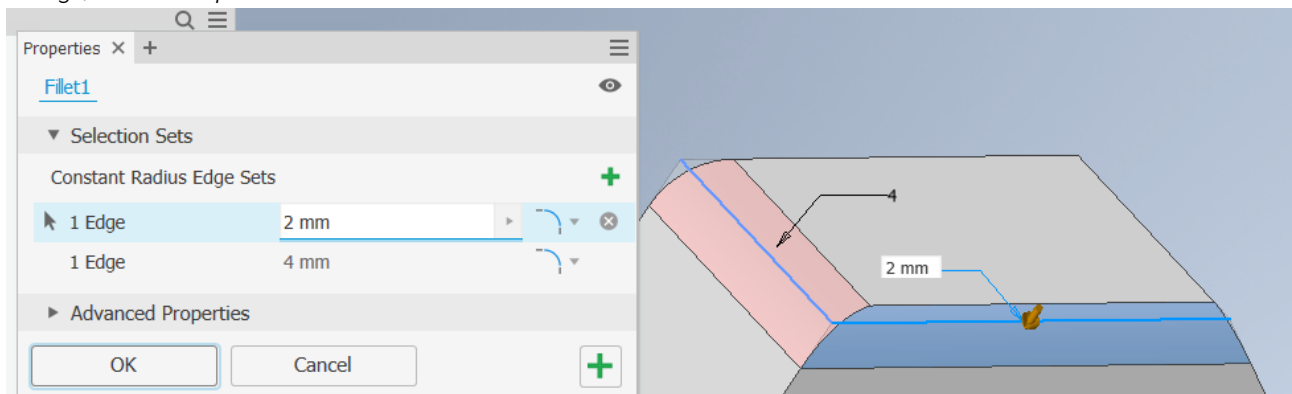 Properties × +
Fillet1
Selection Sets
Constant Radius Edge Sets
1 Edge 2 mm
1 Edge 4 mm
Advanced Properties
OK Cancel
4
2 mm